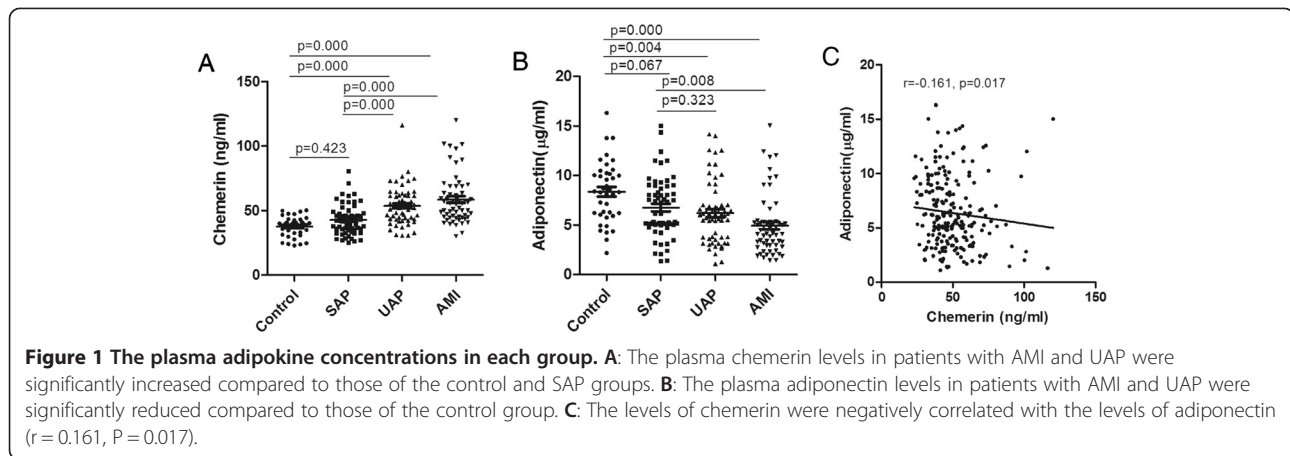 A
p=0.000
p=0.000
p=0.000
p=0.000
p=0.423
Chemerin (ng/ml)
150
100
50
0
Control
SAP
UAP
AMI
B
p=0.000
p=0.004
p=0.067
p=0.008
p=0.323
Adiponectin(μg/ml)
20
15
10
5
0
Control
SAP
UAP
AMI
C
r=-0.161, p=0.017
Adiponectin(μg/ml)
20
15
10
5
0
0
50
100
150
Chemerin (ng/ml)
Figure 1 The plasma adipokine concentrations in each group. A: The plasma chemerin levels in patients with AMI and UAP were
significantly increased compared to those of the control and SAP groups. B: The plasma adiponectin levels in patients with AMI and UAP were
significantly reduced compared to those of the control group. C: The levels of chemerin were negatively correlated with the levels of adiponectin
(r = 0.161, P = 0.017).